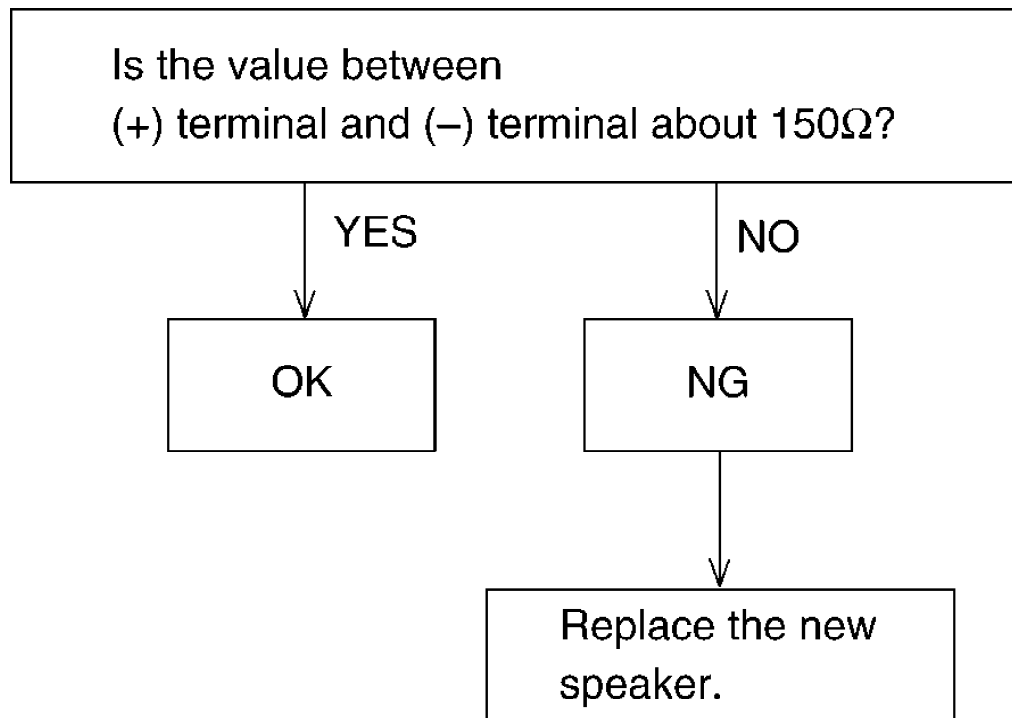 Is the value between
(+) terminal and (–) terminal about 150Ω?
YES
NO
OK
NG
Replace the new
speaker.